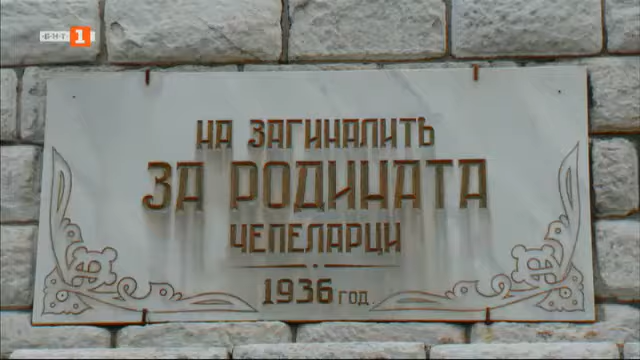 БНТ 1
НА ЗАГИНАЛИТѢ
ЗА РОДИНАТА
ЧЕПЕЛАРЦИ
1936 ГОД.